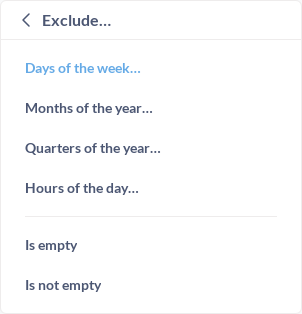 Exclude...
Days of the week...
Months of the year...
Quarters of the year...
Hours of the day...
Is empty
Is not empty